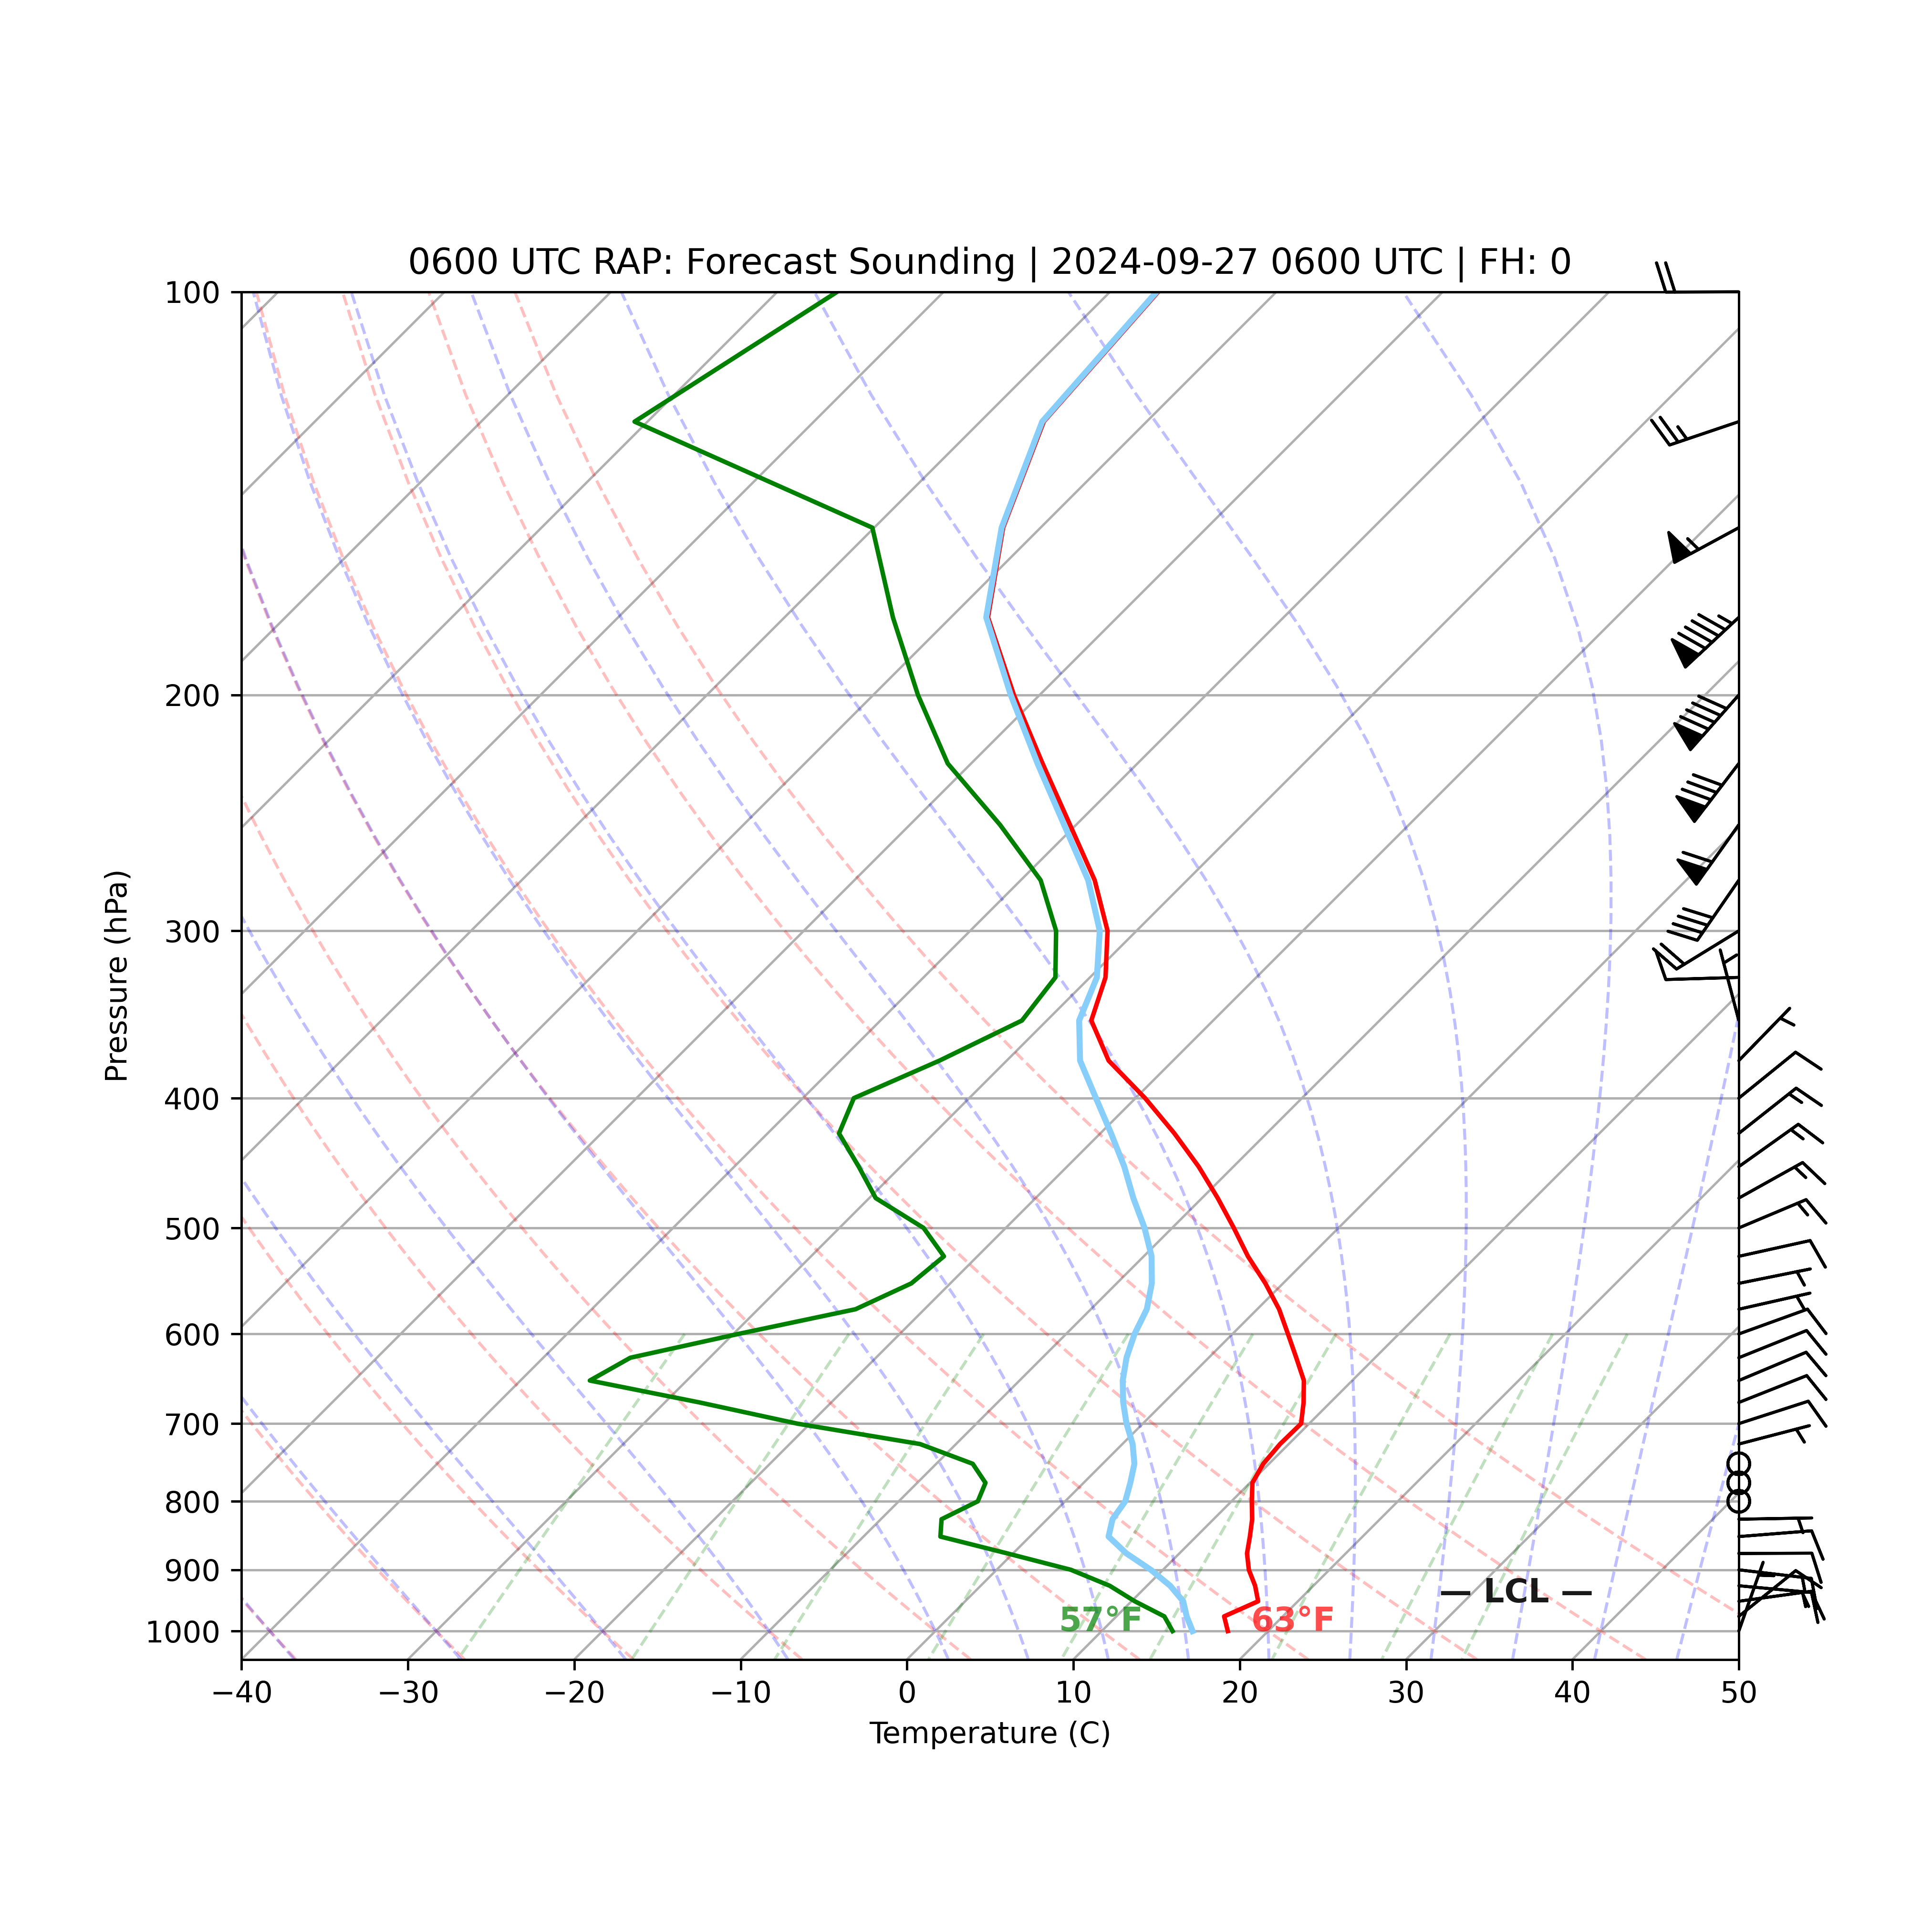 0600 UTC RAP: Forecast Sounding | 2024-09-27 0600 UTC | FH: 0
100
200
300
400
500
600
700
800
900
1000
Pressure (hPa)
— LCL —
57°F 63°F
−40 −30 −20 −10 0 10 20 30 40 50
Temperature (C)